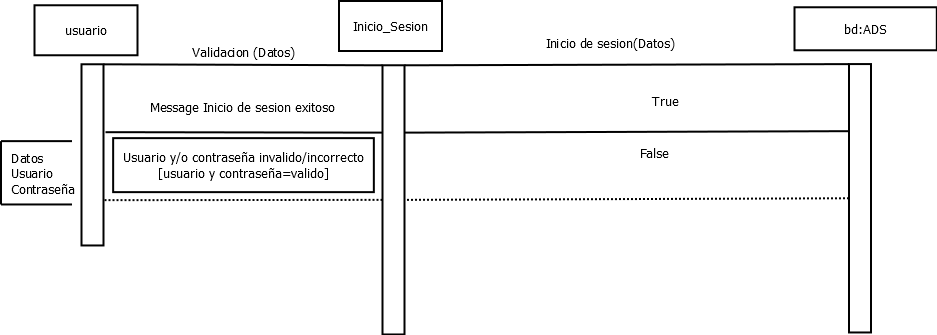 usuario
Inicio_Sesion
bd:ADS
Validacion (Datos)
Inicio de sesion(Datos)
Message Inicio de sesion exitoso
True
Datos
Usuario
Contraseña
Usuario y/o contraseña invalido/incorrecto
[usuario y contraseña=valido]
False